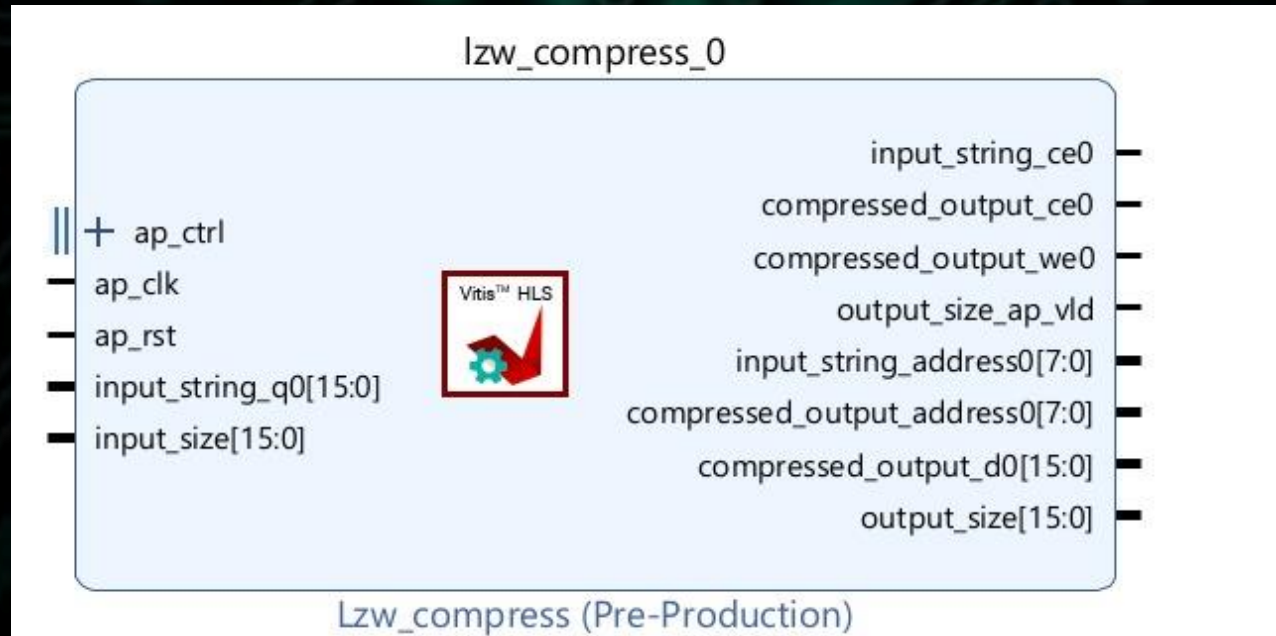 lzw_compress_0
ap_ctrl
ap_clk
ap_rst
input_string_q0[15:0]
input_size[15:0]
Vitis™ HLS
input_string_ce0
compressed_output_ce0
compressed_output_we0
output_size_ap_vld
input_string_address0[7:0]
compressed_output_address0[7:0]
compressed_output_d0[15:0]
output_size[15:0]
Lzw_compress (Pre-Production)